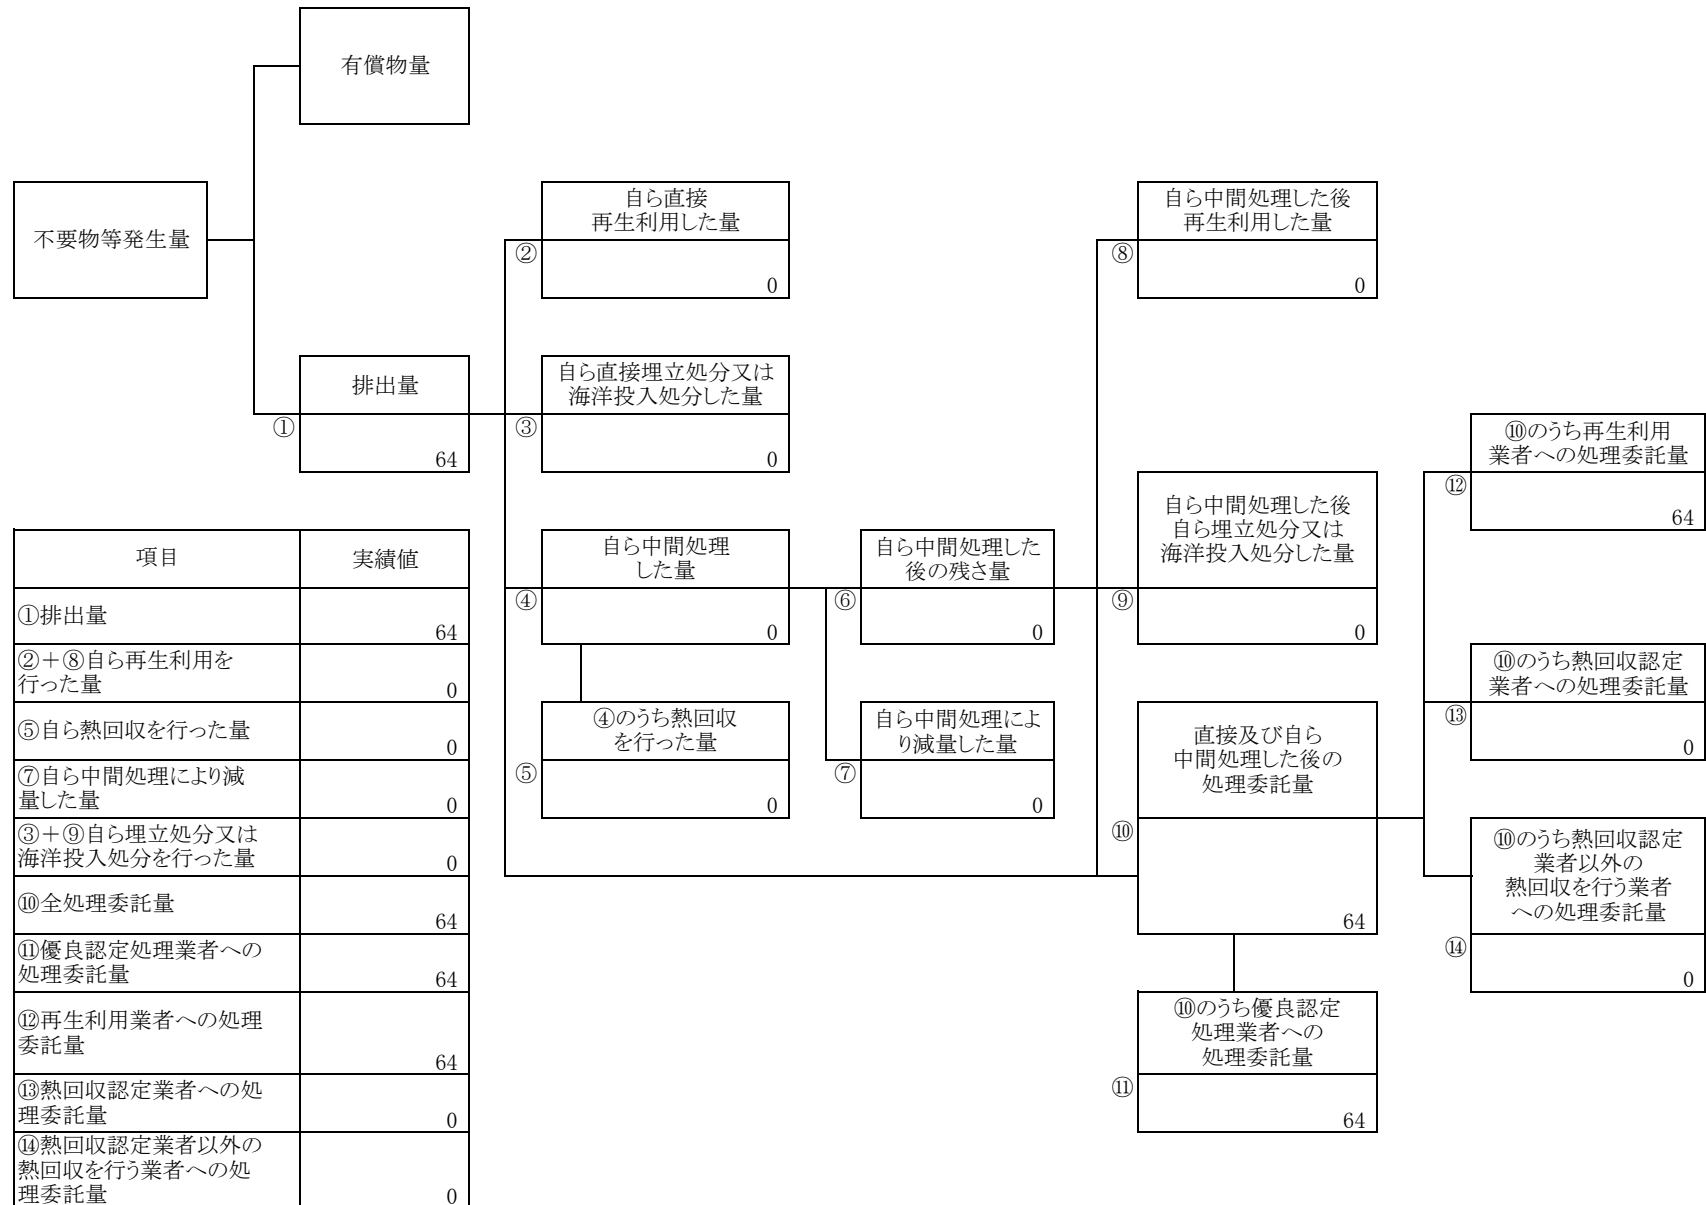 有償物量
不要物等発生量
自ら直接
再生利用した量
②
0
自ら中間処理した後
再生利用した量
⑧
0
排出量
①
64
自ら直接埋立処分又は
海洋投入処分した量
③
0
⑩のうち再生利用
業者への処理委託量
⑫
64
自ら中間処理した後
自ら埋立処分又は
海洋投入処分した量
⑨
0
自ら中間処理
した量
④
0
自ら中間処理した
後の残さ量
⑥
0
⑩のうち熱回収認定
業者への処理委託量
⑬
0
④のうち熱回収
を行った量
⑤
0
自ら中間処理によ
り減量した量
⑦
0
直接及び自ら
中間処理した後の
処理委託量
⑩
64
⑩のうち熱回収認定
業者以外の
熱回収を行う業者
への処理委託量
⑭
0
⑩のうち優良認定
処理業者への
処理委託量
⑪
64
項目
実績値
①排出量
64
②+⑧自ら再生利用を
行った量
0
⑤自ら熱回収を行った量
0
⑦自ら中間処理により減
量した量
0
③+⑨自ら埋立処分又は
海洋投入処分を行った量
0
⑩全処理委託量
64
⑪優良認定処理業者への
処理委託量
64
⑫再生利用業者への処理
委託量
64
⑬熱回収認定業者への処
理委託量
0
⑭熱回収認定業者以外の
熱回収を行う業者への処
理委託量
0